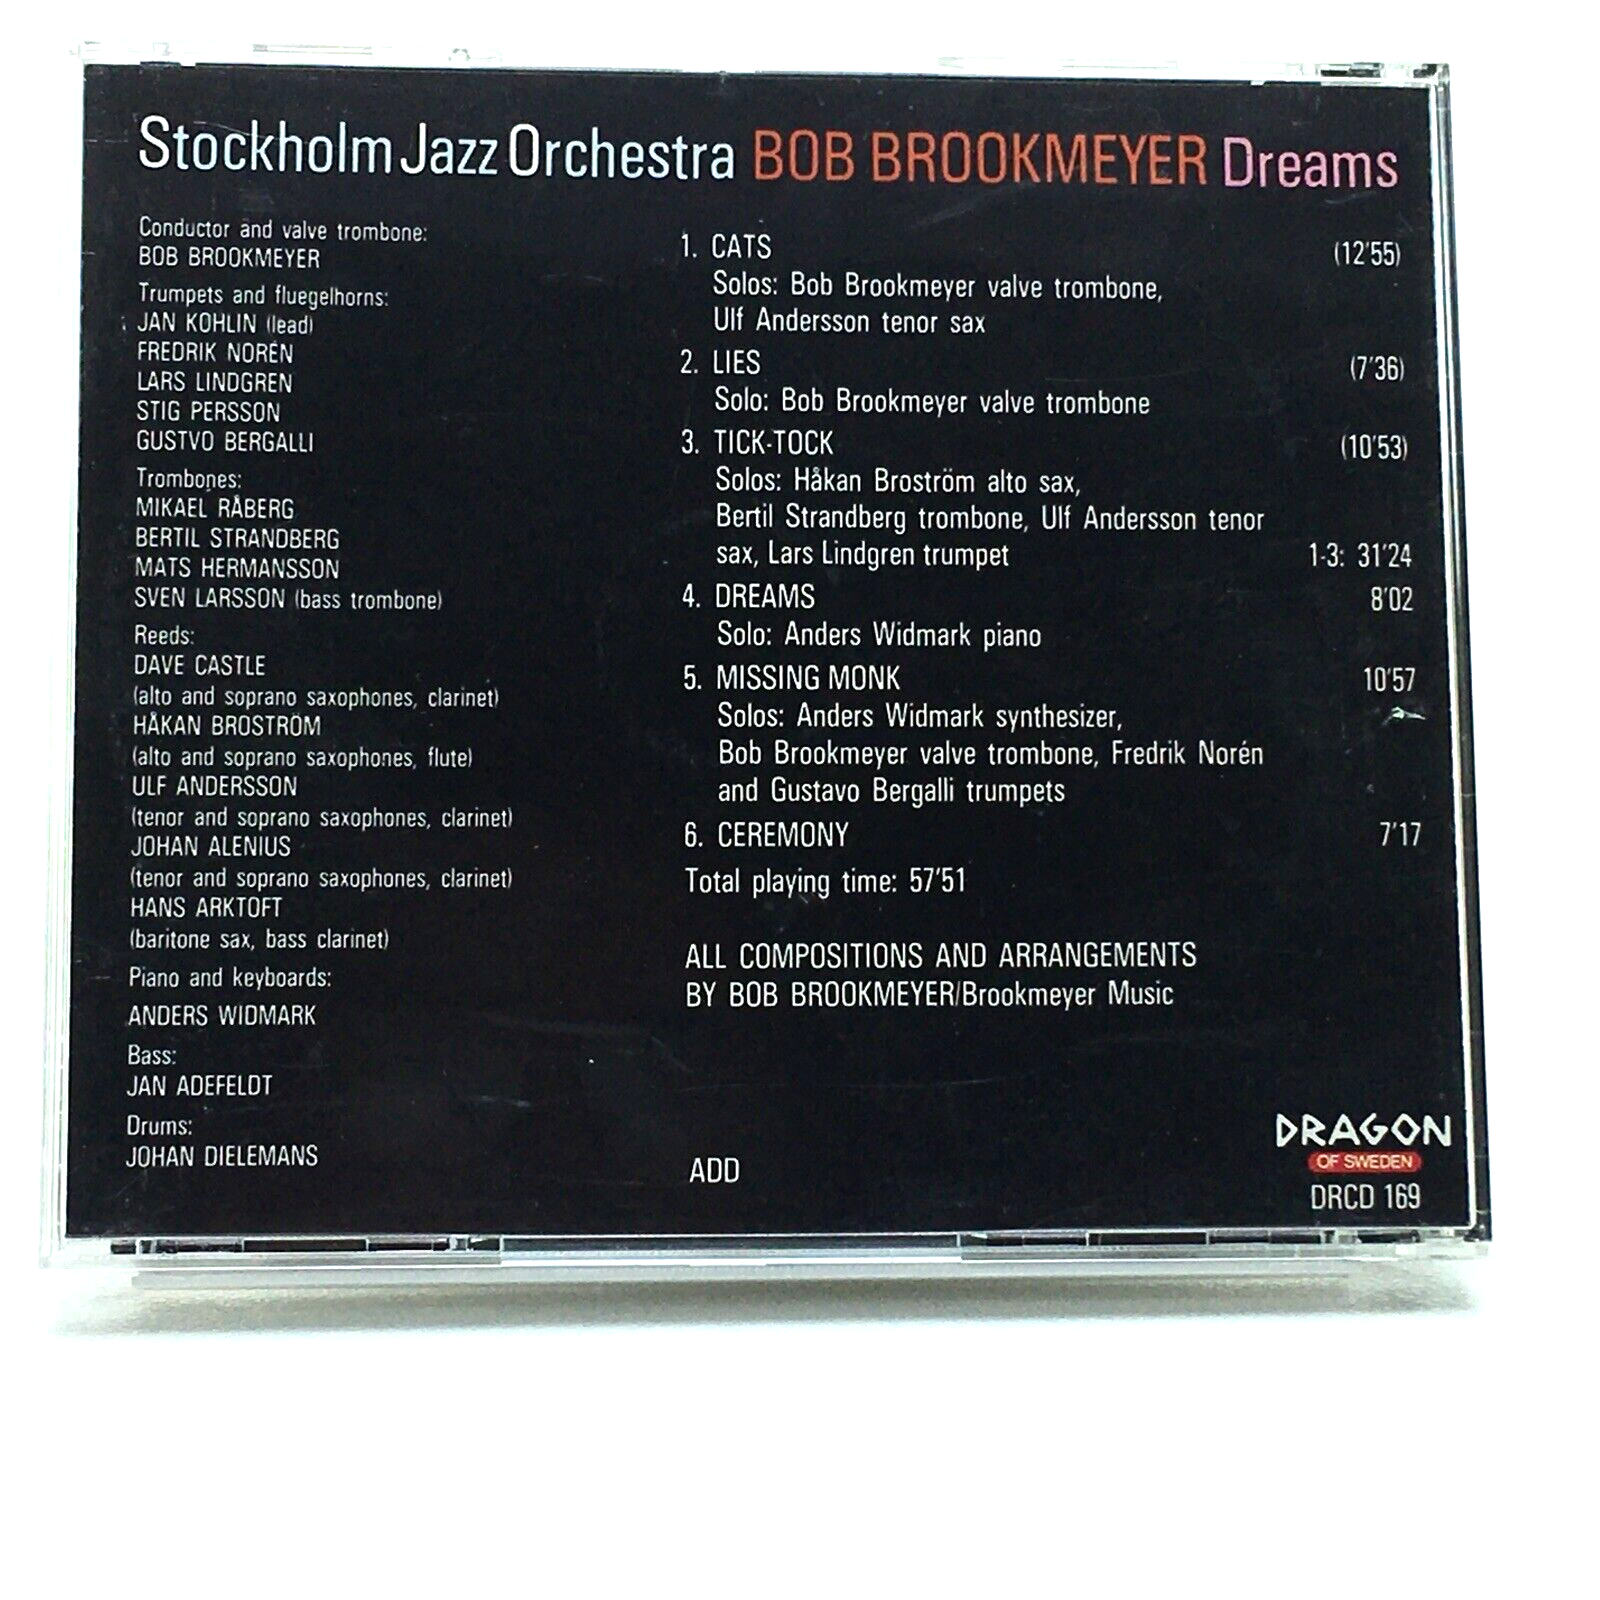 Stockholm Jazz Orchestra BOB BROOKMEYER Dreams
Conductor and valve trombone:
BOB BROOKMEYER
Trumpets and fluegelhorns:
JAN KOHLIN (lead)
FREDRIK NORÉN
LARS LINDGREN
STIG PERSSON
GUSTVO BERGALLI
Trombones:
MIKAEL RÅBERG
BERTIL STRANDBERG
MATS HERMANSSON
SVEN LARSSON (bass trombone)
Reeds:
DAVE CASTLE
(alto and soprano saxophones, clarinet)
HÅKAN BROSTRÖM
(alto and soprano saxophones, flute)
ULF ANDERSSON
(tenor and soprano saxophones, clarinet)
JOHAN ALENIUS
(tenor and soprano saxophones, clarinet)
HANS ARKTOFT
(baritone sax, bass clarinet)
Piano and keyboards:
ANDERS WIDMARK
Bass:
JAN ADEFELDT
Drums:
JOHAN DIELEMANS
1. CATS (12'55)
Solos: Bob Brookmeyer valve trombone,
Ulf Andersson tenor sax
2. LIES (7'36)
Solo: Bob Brookmeyer valve trombone
3. TICK-TOCK (10'53)
Solos: Håkan Broström alto sax,
Bertil Strandberg trombone, Ulf Andersson tenor
sax, Lars Lindgren trumpet 1-3: 31'24
4. DREAMS 8'02
Solo: Anders Widmark piano
5. MISSING MONK 10'57
Solos: Anders Widmark synthesizer,
Bob Brookmeyer valve trombone, Fredrik Norén
and Gustavo Bergalli trumpets
6. CEREMONY 7'17
Total playing time: 57'51
ALL COMPOSITIONS AND ARRANGEMENTS
BY BOB BROOKMEYER/Brookmeyer Music
ADD
DRAGON
OF SWEDEN
DRCD 169